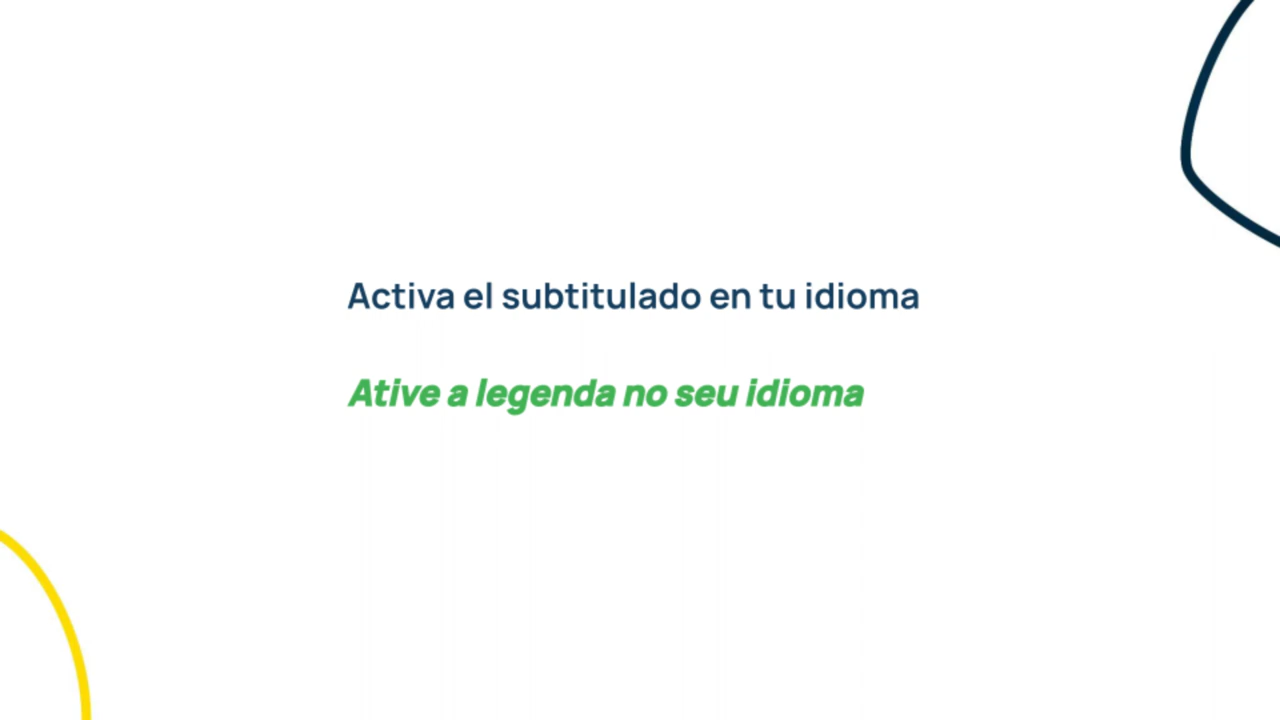 Activa el subtitulado en tu idioma
Ative a legenda no seu idioma